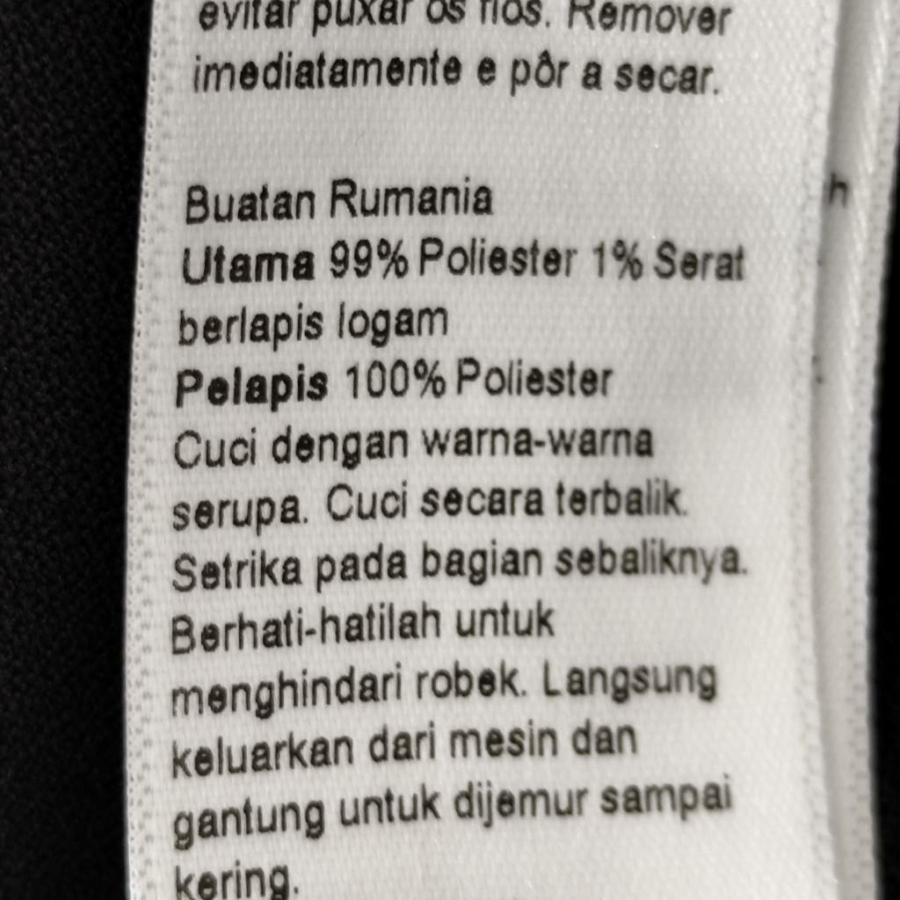 evitar puxar os fios. Remover
imediatamente e pôr a secar.
Buatan Rumania
Utama 99% Poliester 1% Serat
berlapis logam
Pelapis 100% Poliester
Cuci dengan warna-warna
serupa. Cuci secara terbalik.
Setrika pada bagian sebaliknya.
Berhati-hatilah untuk
menghindari robek. Langsung
keluarkan dari mesin dan
gantung untuk dijemur sampai
kering.
h